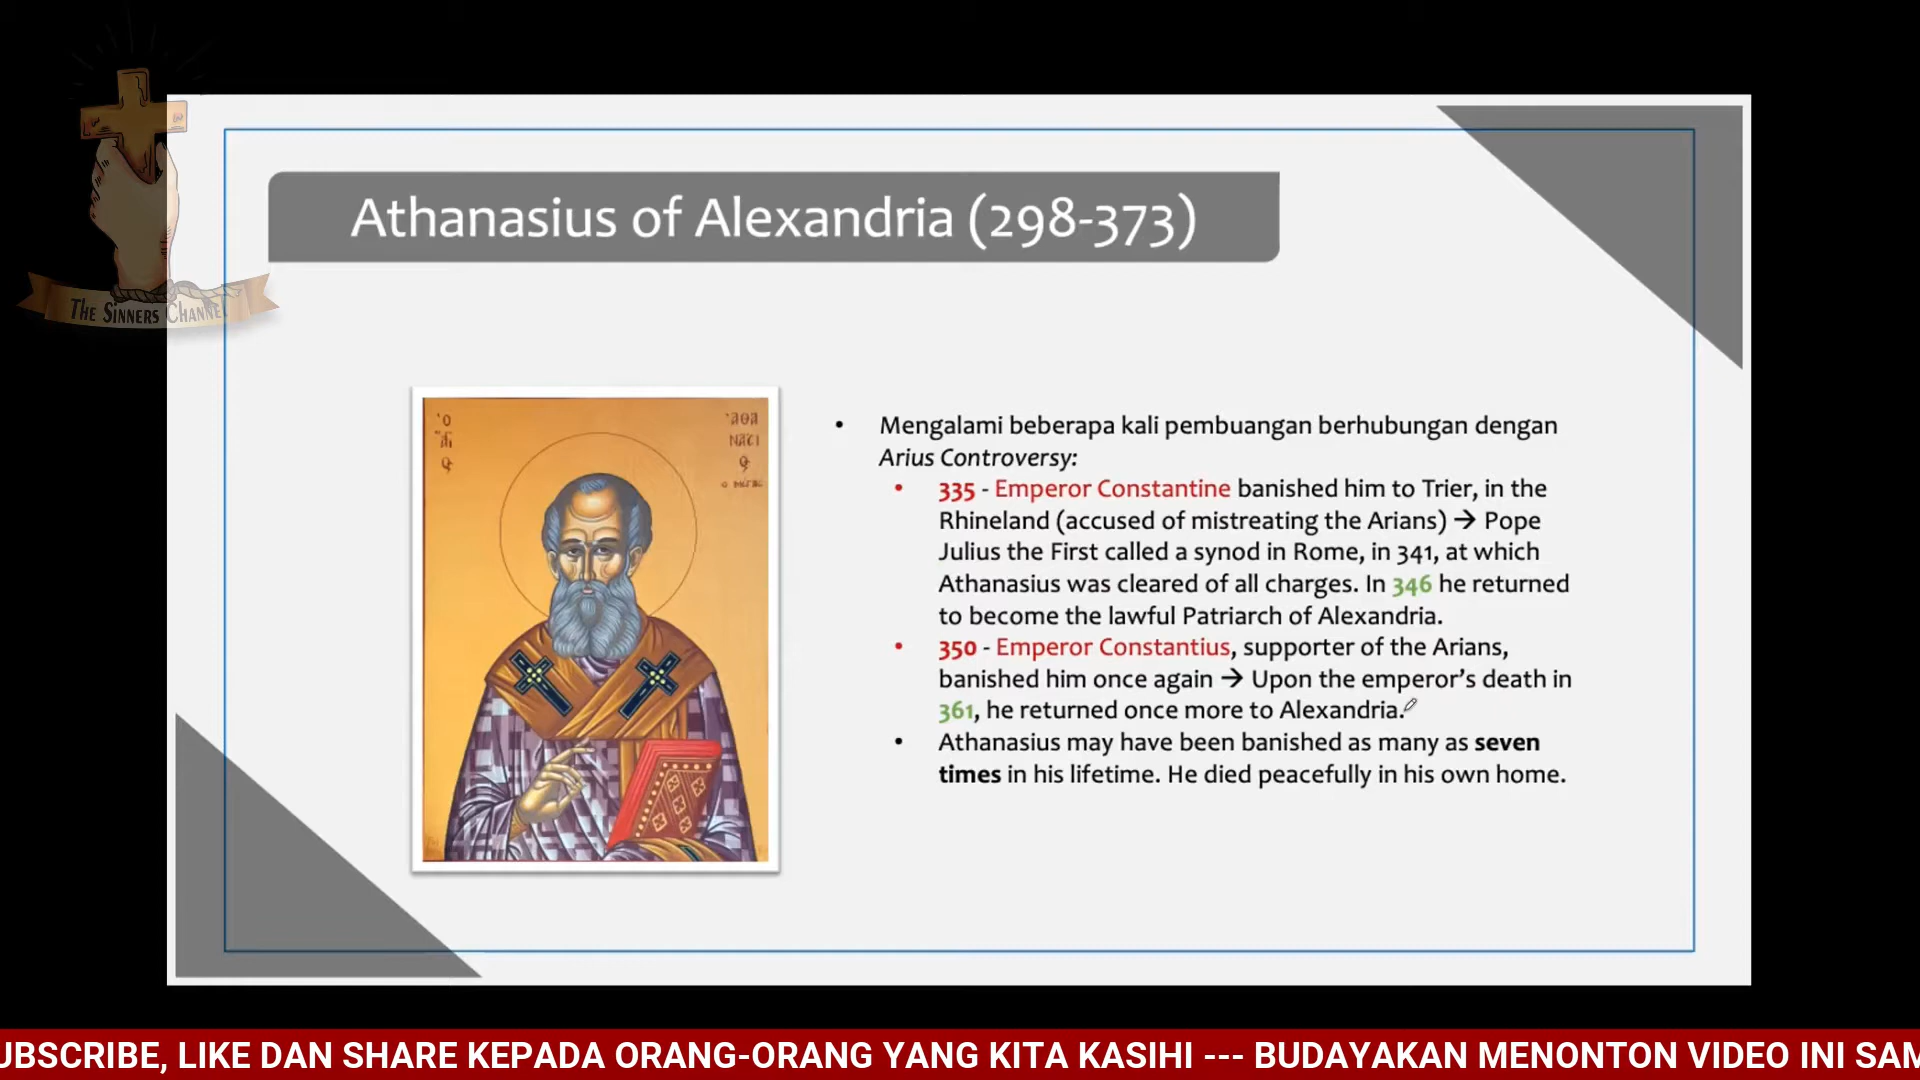 THE SINNERS CHANNEL
Athanasius of Alexandria (298-373)
Mengalami beberapa kali pembuangan berhubungan dengan
Arius Controversy:
335 - Emperor Constantine banished him to Trier, in the
Rhineland (accused of mistreating the Arians) → Pope
Julius the First called a synod in Rome, in 341, at which
Athanasius was cleared of all charges. In 346 he returned
to become the lawful Patriarch of Alexandria.
350 - Emperor Constantius, supporter of the Arians,
banished him once again → Upon the emperor's death in
361, he returned once more to Alexandria.
Athanasius may have been banished as many as seven
times in his lifetime. He died peacefully in his own home.
UBSCRIBE, LIKE DAN SHARE KEPADA ORANG-ORANG YANG KITA KASIHI --- BUDAYAKAN MENONTON VIDEO INI SAM